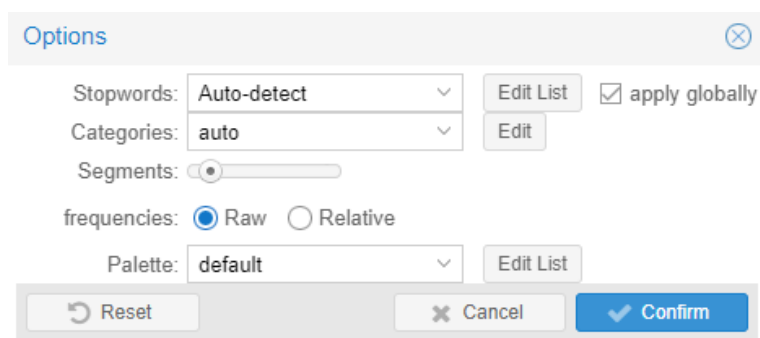 Options
Stopwords: Auto-detect Edit List apply globally
Categories: auto Edit
Segments:
frequencies: Raw Relative
Palette: default Edit List
Reset Cancel Confirm